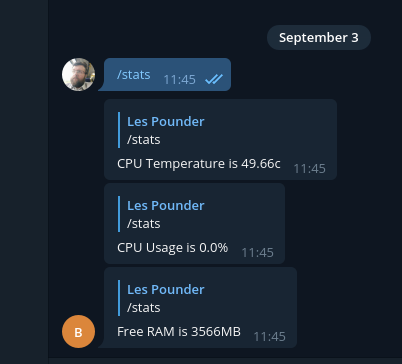 September 3
/stats 11:45
Les Pounder
/stats
CPU Temperature is 49.66c 11:45
Les Pounder
/stats
CPU Usage is 0.0% 11:45
Les Pounder
/stats
B
Free RAM is 3566MB 11:45